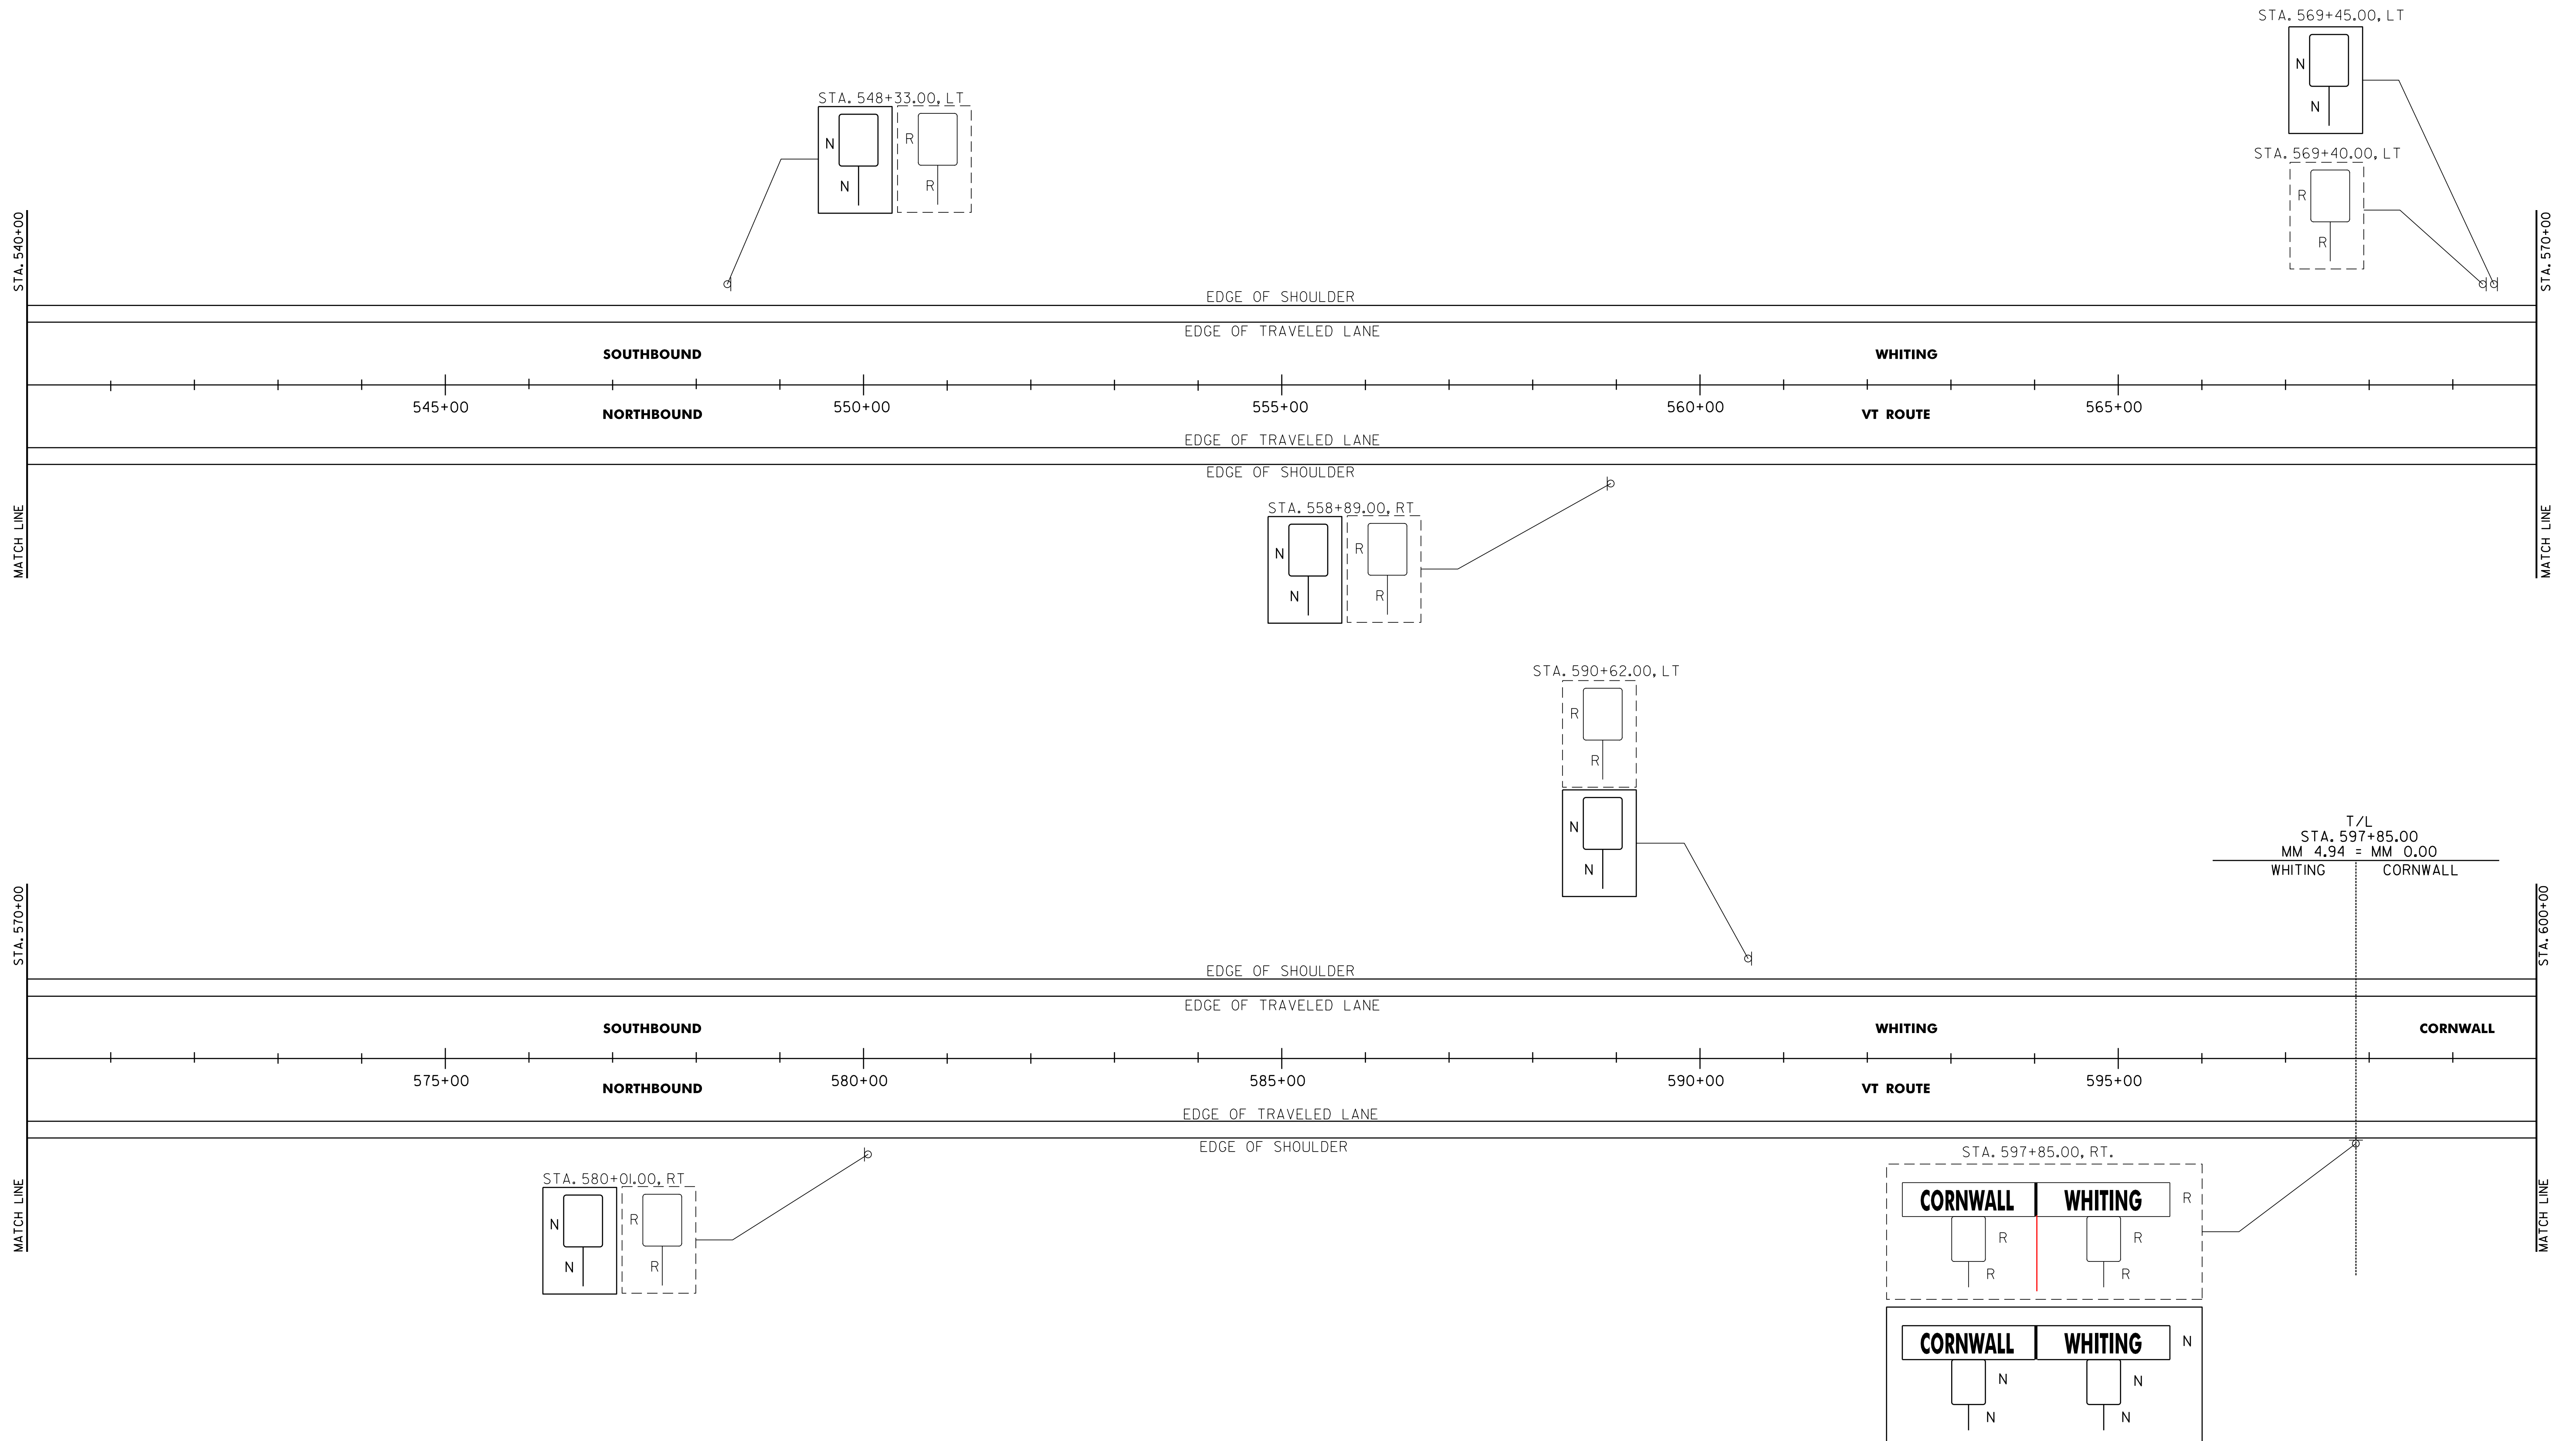 STA. 569+45.00, LT
N
N
STA. 548+33.00, LT
N
N
R
R
STA. 569+40.00, LT
R
R
STA. 540+00
MATCH LINE
STA. 570+00
MATCH LINE
EDGE OF SHOULDER
EDGE OF TRAVELED LANE
SOUTHBOUND
WHITING
545+00
550+00
555+00
560+00
565+00
NORTHBOUND
VT ROUTE
EDGE OF TRAVELED LANE
EDGE OF SHOULDER
STA. 558+89.00, RT
N
N
R
R
STA. 590+62.00, LT
R
R
N
N
T/L
STA. 597+85.00
MM 4.94 = MM 0.00
WHITING
CORNWALL
STA. 570+00
MATCH LINE
STA. 600+00
MATCH LINE
EDGE OF SHOULDER
EDGE OF TRAVELED LANE
SOUTHBOUND
WHITING
CORNWALL
575+00
580+00
585+00
590+00
595+00
NORTHBOUND
VT ROUTE
EDGE OF TRAVELED LANE
EDGE OF SHOULDER
STA. 580+01.00, RT
N
N
R
R
STA. 597+85.00, RT.
CORNWALL
WHITING
R
R
R
R
R
CORNWALL
WHITING
N
N
N
N
N